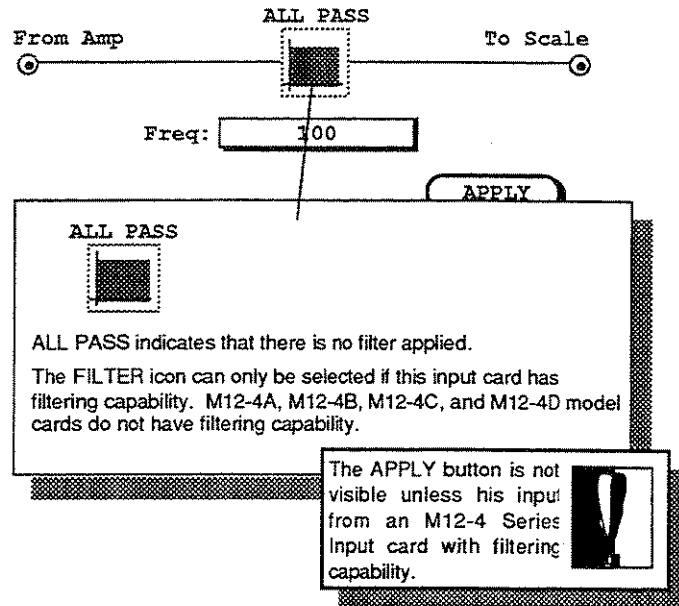 ALL PASS
From Amp
To Scale
Freq: 100
APPLY
ALL PASS
ALL PASS indicates that there is no filter applied.
The FILTER icon can only be selected if this input card has
filtering capability. M12-4A, M12-4B, M12-4C, and M12-4D model
cards do not have filtering capability.
The APPLY button is not
visible unless his input
from an M12-4 Series
Input card with filtering
capability.